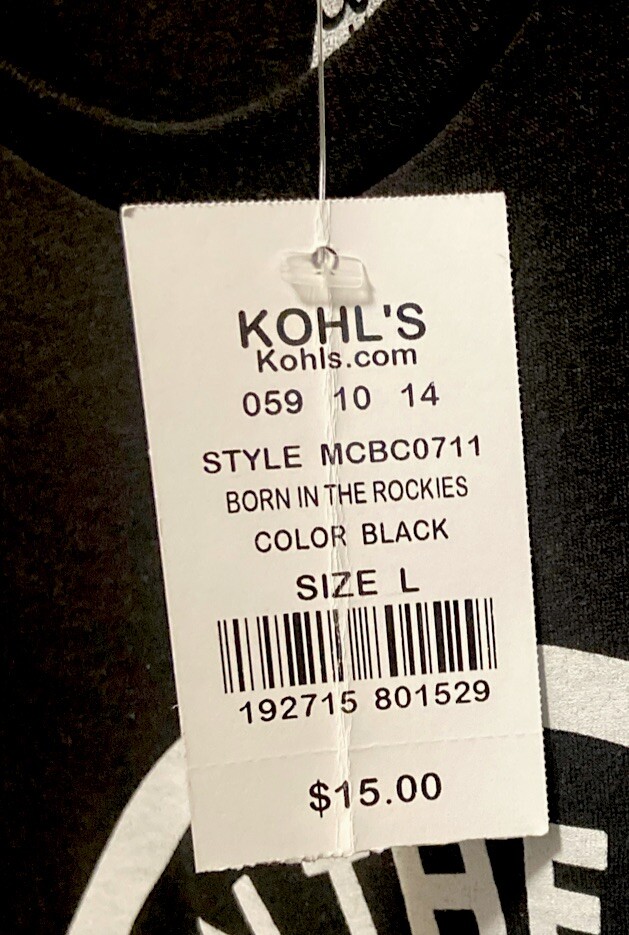 KOHL'S
Kohls.com
059 10 14
STYLE MCBC0711
BORN IN THE ROCKIES
COLOR BLACK
SIZE L
192715 801529
$15.00
N THE